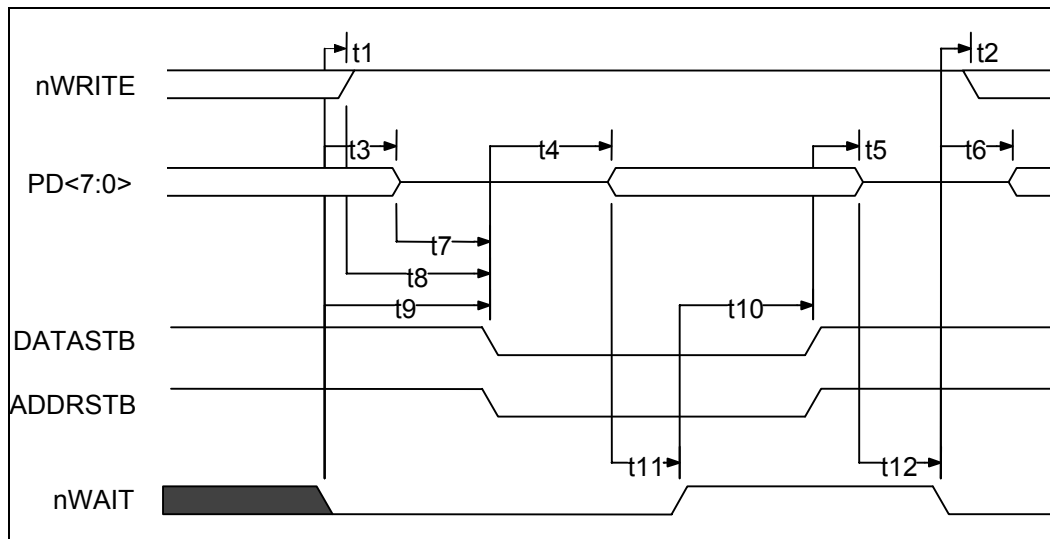 t1 t2
nWRITE
t3 t4 t5 t6
PD<7:0>
t7
t8
t9 t10
DATASTB
ADDRSTB
t11 t12
nWAIT